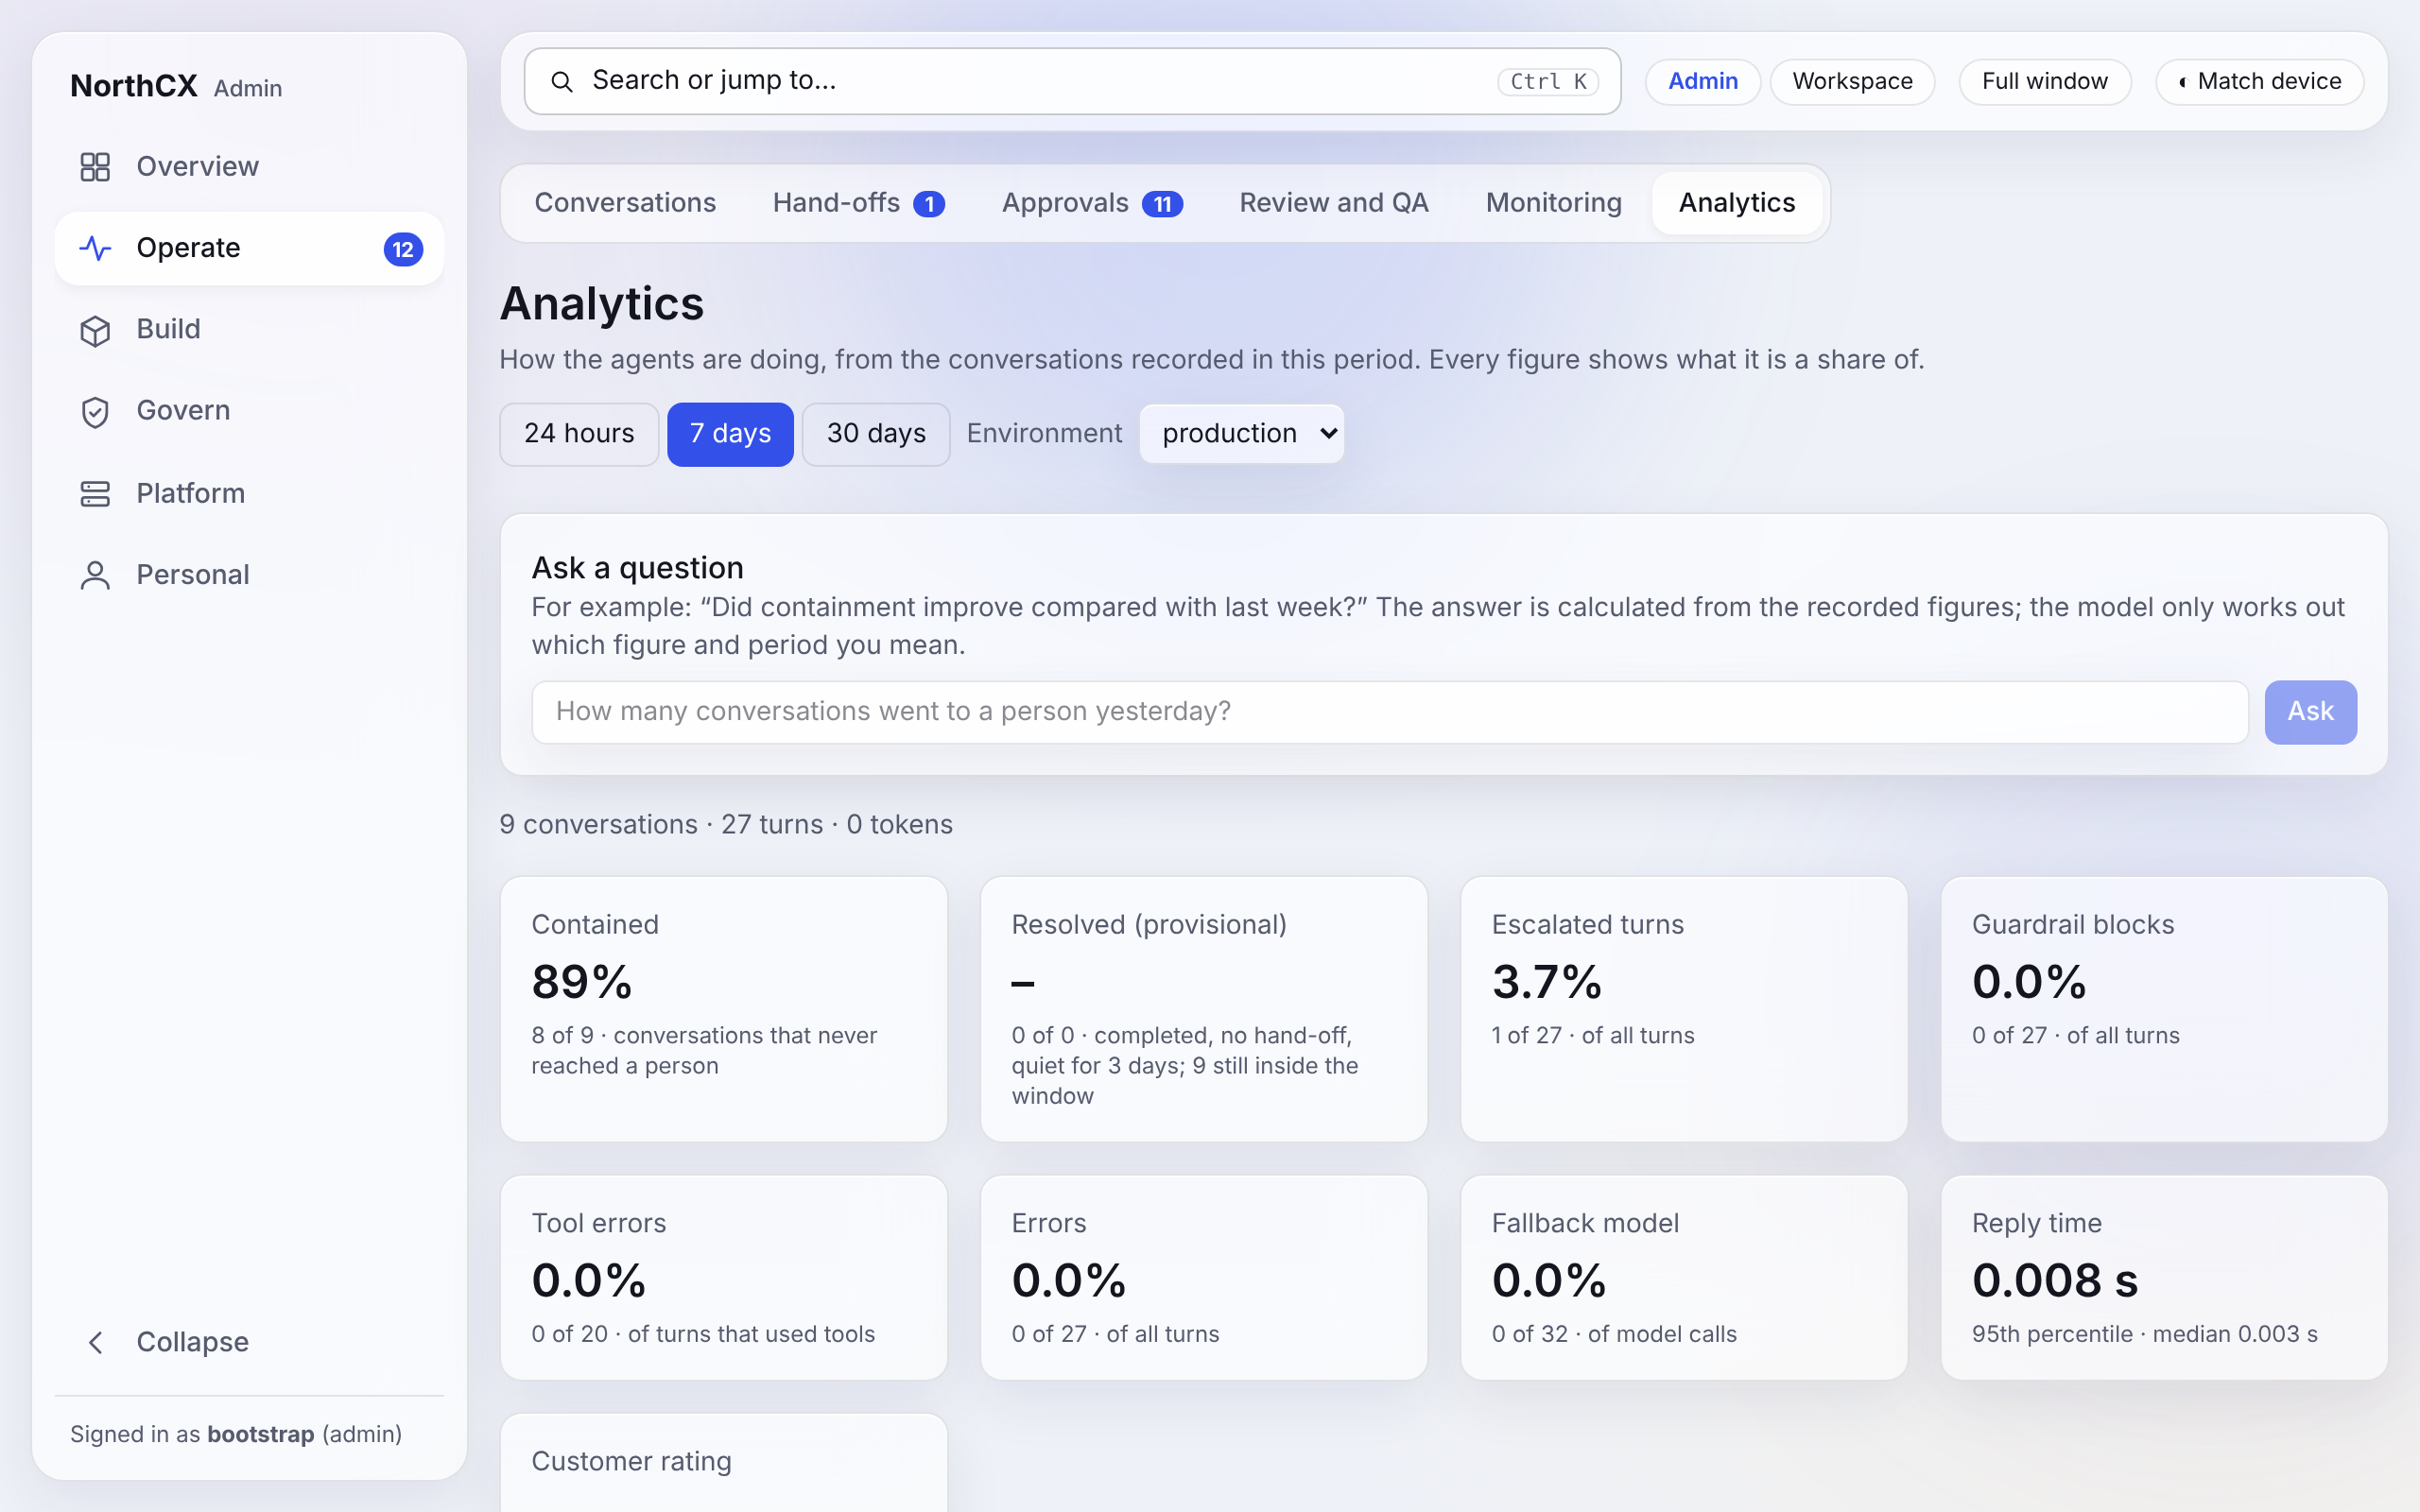 NorthCX Admin
Overview
Operate 12
Build
Govern
Platform
Personal
Collapse
Signed in as bootstrap (admin)
Search or jump to... Ctrl K
Admin
Workspace
Full window
Match device
Conversations
Hand-offs 1
Approvals 11
Review and QA
Monitoring
Analytics
Analytics
How the agents are doing, from the conversations recorded in this period. Every figure shows what it is a share of.
24 hours
7 days
30 days
Environment
production
Ask a question
For example: “Did containment improve compared with last week?” The answer is calculated from the recorded figures; the model only works out
which figure and period you mean.
How many conversations went to a person yesterday?
Ask
9 conversations · 27 turns · 0 tokens
Contained
89%
8 of 9 · conversations that never
reached a person
Resolved (provisional)
–
0 of 0 · completed, no hand-off,
quiet for 3 days; 9 still inside the
window
Escalated turns
3.7%
1 of 27 · of all turns
Guardrail blocks
0.0%
0 of 27 · of all turns
Tool errors
0.0%
0 of 20 · of turns that used tools
Errors
0.0%
0 of 27 · of all turns
Fallback model
0.0%
0 of 32 · of model calls
Reply time
0.008 s
95th percentile · median 0.003 s
Customer rating